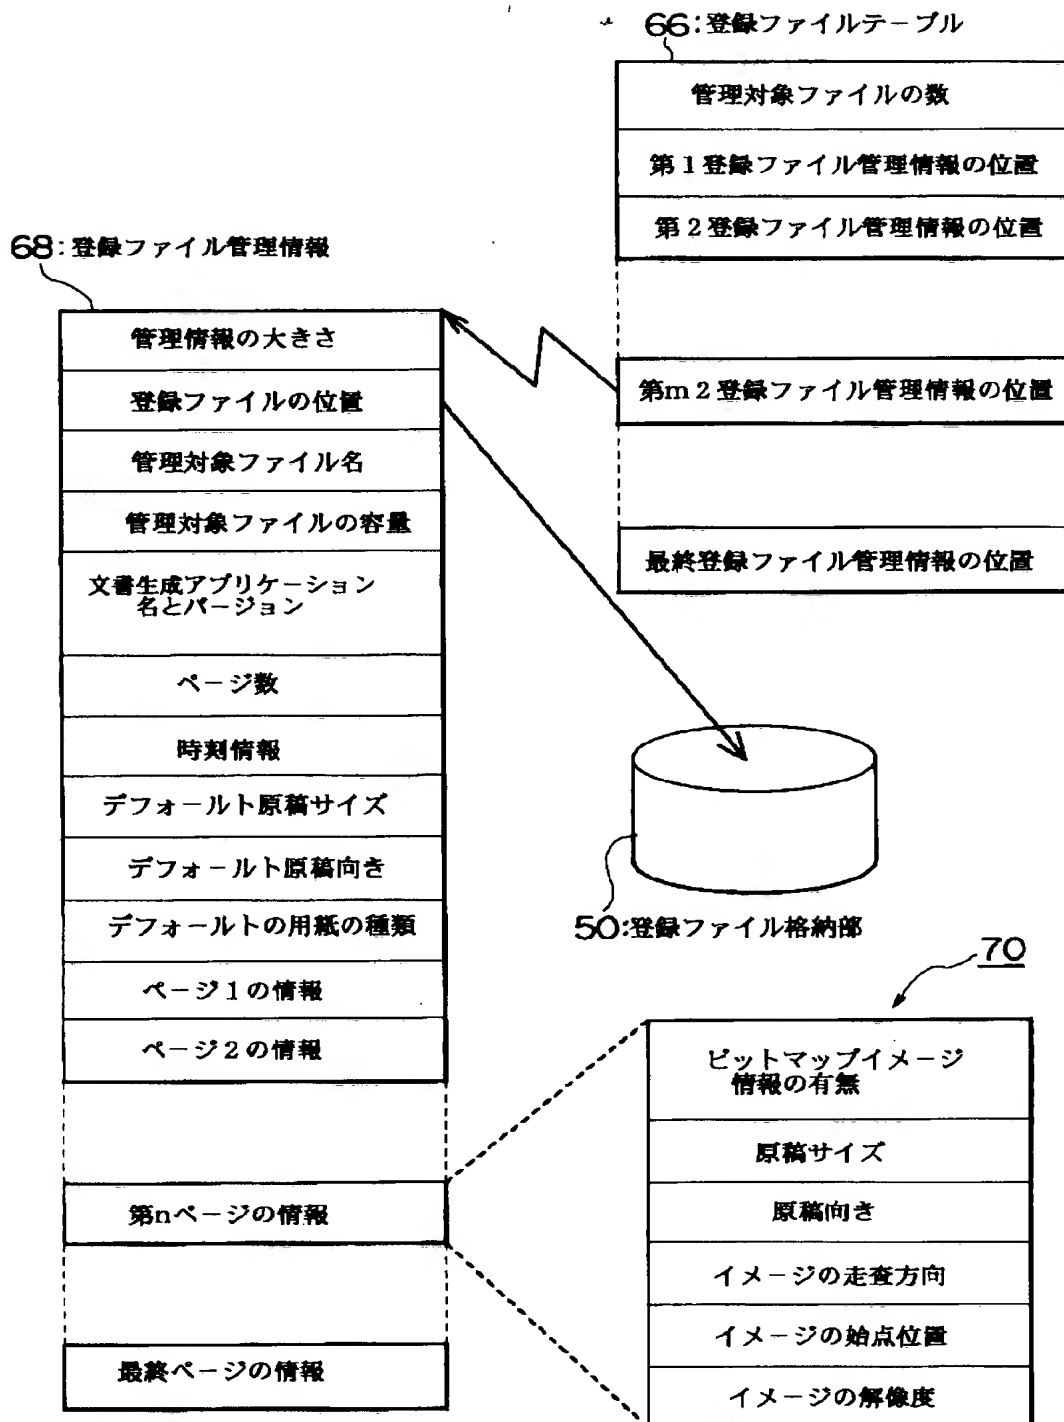 66:登録ファイルテーブル
管理対象ファイルの数
第1登録ファイル管理情報の位置
第2登録ファイル管理情報の位置
第m2登録ファイル管理情報の位置
最終登録ファイル管理情報の位置
68:登録ファイル管理情報
管理情報の大きさ
登録ファイルの位置
管理対象ファイル名
管理対象ファイルの容量
文書生成アプリケーション
名とバージョン
ページ数
時刻情報
デフォールト原稿サイズ
デフォールト原稿向き
デフォールトの用紙の種類
ページ1の情報
ページ2の情報
第nページの情報
最終ページの情報
50:登録ファイル格納部
70
ビットマップイメージ
情報の有無
原稿サイズ
原稿向き
イメージの走査方向
イメージの始点位置
イメージの解像度